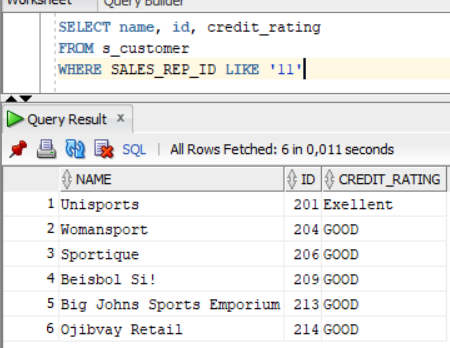 Worksheet Query Builder
SELECT name, id, credit_rating
FROM s_customer
WHERE SALES_REP_ID LIKE '11'
Query Result x
SQL | All Rows Fetched: 6 in 0,011 seconds
NAME ID CREDIT_RATING
1 Unisports 201 Exellent
2 Womansport 204 GOOD
3 Sportique 206 GOOD
4 Beisbol Si! 209 GOOD
5 Big Johns Sports Emporium 213 GOOD
6 Ojibvay Retail 214 GOOD